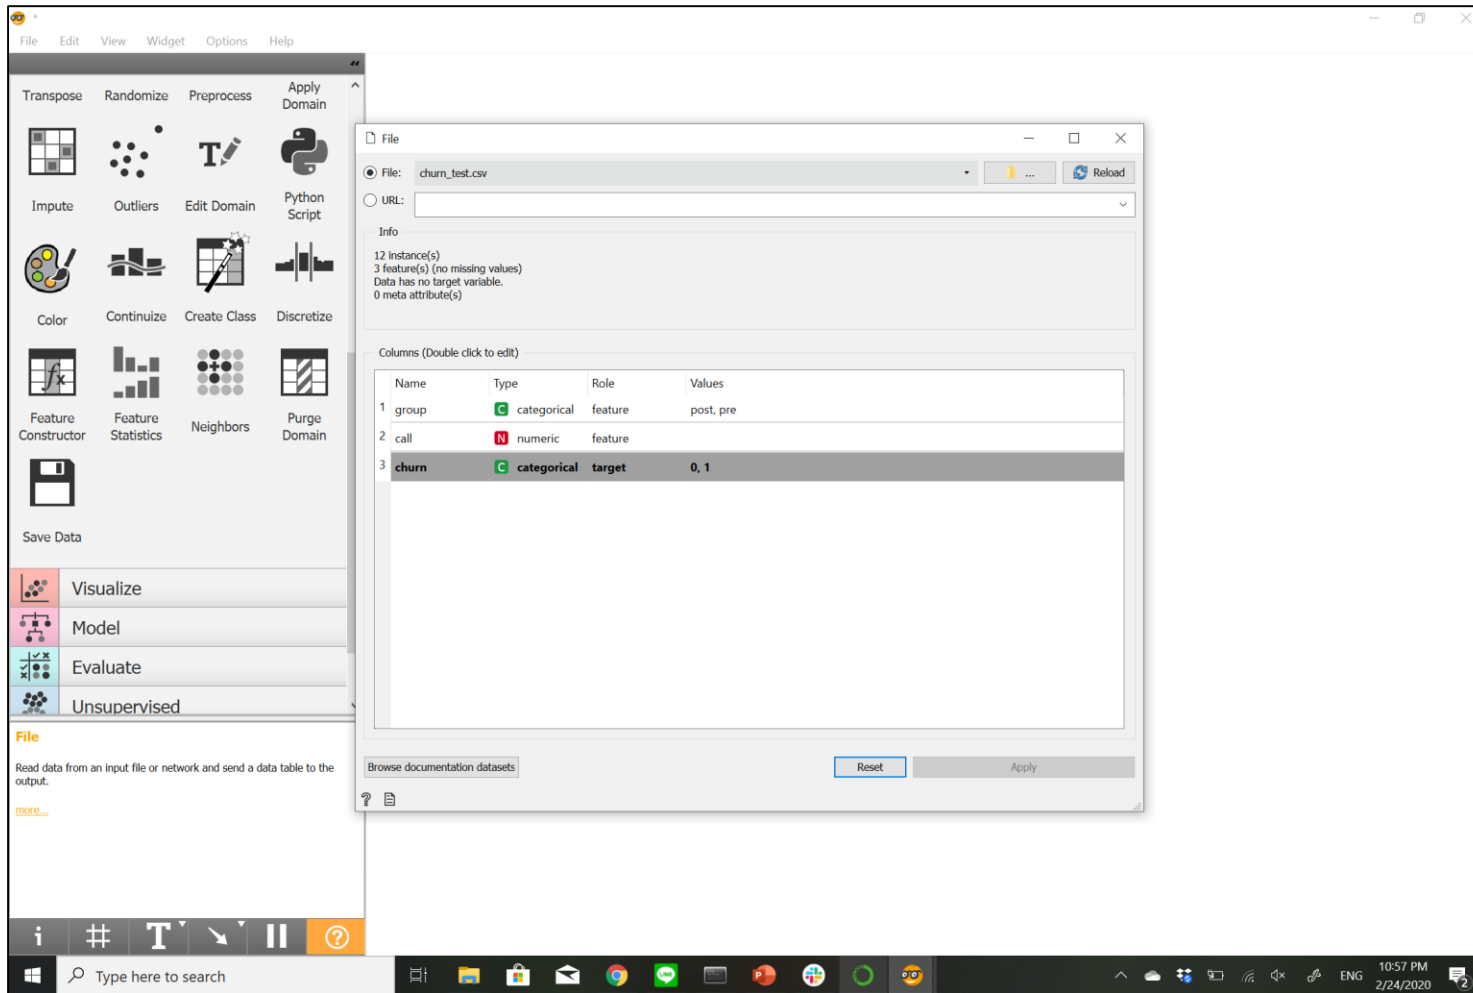 File Edit View Widget Options Help
Transpose Randomize Preprocess Apply Domain
Impute Outliers Edit Domain Python Script
Color Continuize Create Class Discretize
Feature Constructor Feature Statistics Neighbors Purge Domain
Save Data
Visualize
Model
Evaluate
Unsupervised
File
Read data from an input file or network and send a data table to the
output.
more...
File
File: churn_test.csv ... Reload
URL:
Info
12 instance(s)
3 feature(s) (no missing values)
Data has no target variable.
0 meta attribute(s)
Columns (Double click to edit)
Name Type Role Values
1 group C categorical feature post, pre
2 call N numeric feature
3 churn C categorical target 0, 1
Browse documentation datasets Reset Apply
Type here to search
ENG
10:57 PM
2/24/2020
2